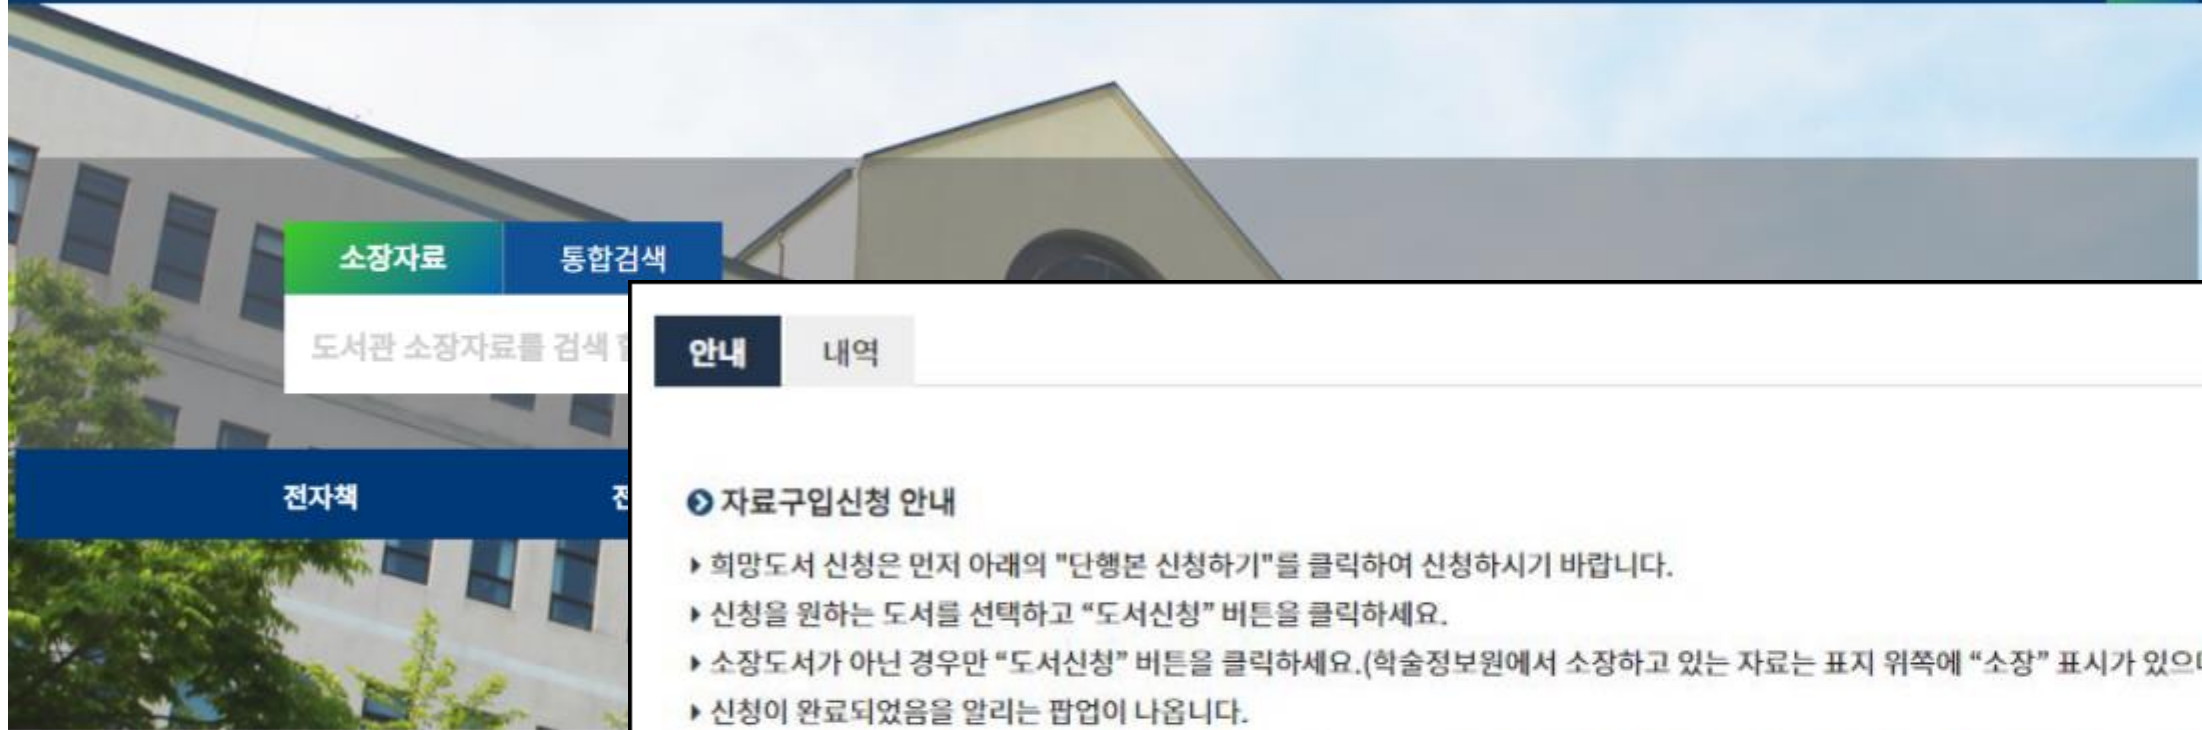 소장자료 통합검색
도서관 소장자료를 검색
안내 내역
전자책
자료구입신청 안내
희망도서 신청은 먼저 아래의 "단행본 신청하기"를 클릭하여 신청하시기 바랍니다.
신청을 원하는 도서를 선택하고 “도서신청” 버튼을 클릭하세요.
소장도서가 아닌 경우만 “도서신청” 버튼을 클릭하세요.(학술정보원에서 소장하고 있는 자료는 표지 위쪽에 “소장” 표시가 있으
신청이 완료되었음을 알리는 팝업이 나옵니다.